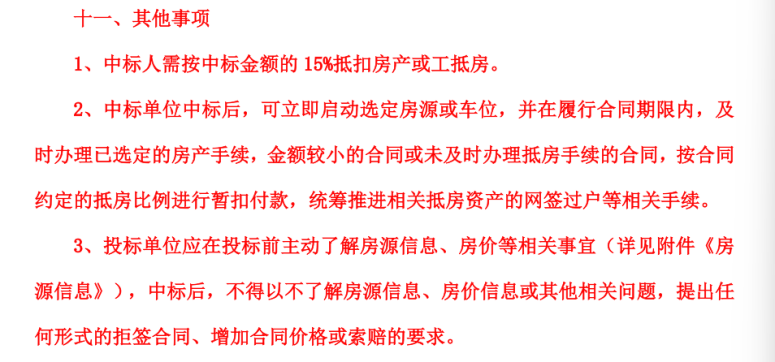 十一、其他事项
1、中标人需按中标金额的 15%抵扣房产或工抵房。
2、中标单位中标后，可立即启动选定房源或车位，并在履行合同期限内，及
时办理已选定的房产手续，金额较小的合同或未及时办理抵房手续的合同，按合同
约定的抵房比例进行暂扣付款，统筹推进相关抵房资产的网签过户等相关手续。
3、投标单位应在投标前主动了解房源信息、房价等相关事宜（详见附件《房
源信息》），中标后，不得以不了解房源信息、房价信息或其他相关问题，提出任
何形式的拒签合同、增加合同价格或索赔的要求。